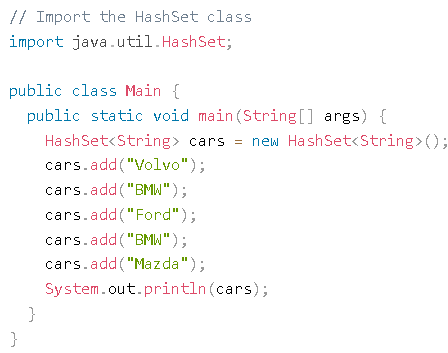 // Import the HashSet class
import java.util.HashSet;

public class Main {
  public static void main(String[] args) {
    HashSet<String> cars = new HashSet<String>();
    cars.add("Volvo");
    cars.add("BMW");
    cars.add("Ford");
    cars.add("BMW");
    cars.add("Mazda");
    System.out.println(cars);
  }
}